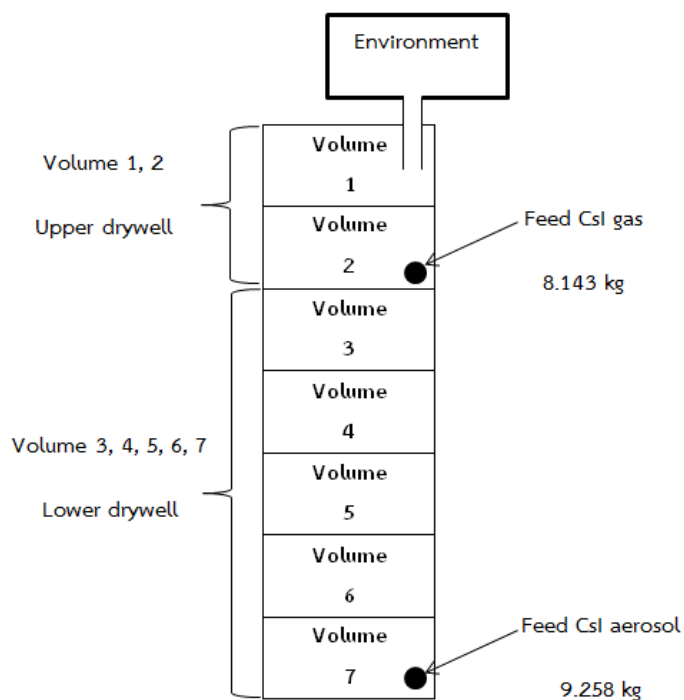 Environment
Volume
1
Volume 1, 2
Upper drywell
Volume
2
Feed CsI gas
8.143 kg
Volume
3
Volume
4
Volume 3, 4, 5, 6, 7
Lower drywell
Volume
5
Volume
6
Volume
7
Feed CsI aerosol
9.258 kg